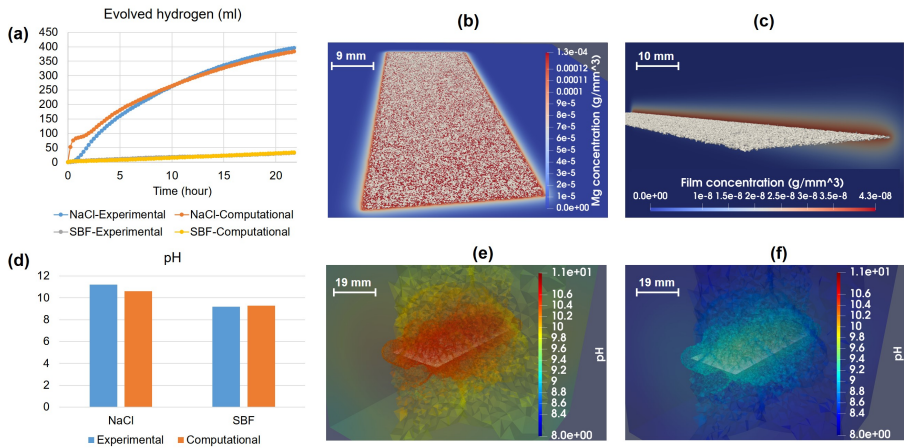 Evolved hydrogen (ml)
(a)
450
400
350
300
250
200
150
100
50
0
0 5 10 15 20
Time (hour)
NaCl-Experimental NaCl-Computational
SBF-Experimental SBF-Computational
(b)
9 mm
1.3e-04
0.00012
0.00011
9e-5
8e-5
7e-5
6e-5
5e-5
4e-5
3e-5
2e-5
1e-5
0.0e+00
Mg concentration (g/mm^3)
(c)
10 mm
Film concentration (g/mm^3)
0.0e+00 1e-8 1.5e-8 2e-8 2.5e-8 3e-8 3.5e-8 4.3e-08
(d)
pH
12
10
8
6
4
2
0
NaCl SBF
Experimental Computational
(e)
19 mm
1.1e+01
10.6
10.4
10.2
10
9.8
9.6
9.4
9.2
9
8.8
8.6
8.4
8.0e+00
pH
(f)
19 mm
1.1e+01
10.6
10.4
10.2
10
9.8
9.6
9.4
9.2
9
8.8
8.6
8.4
8.0e+00
pH